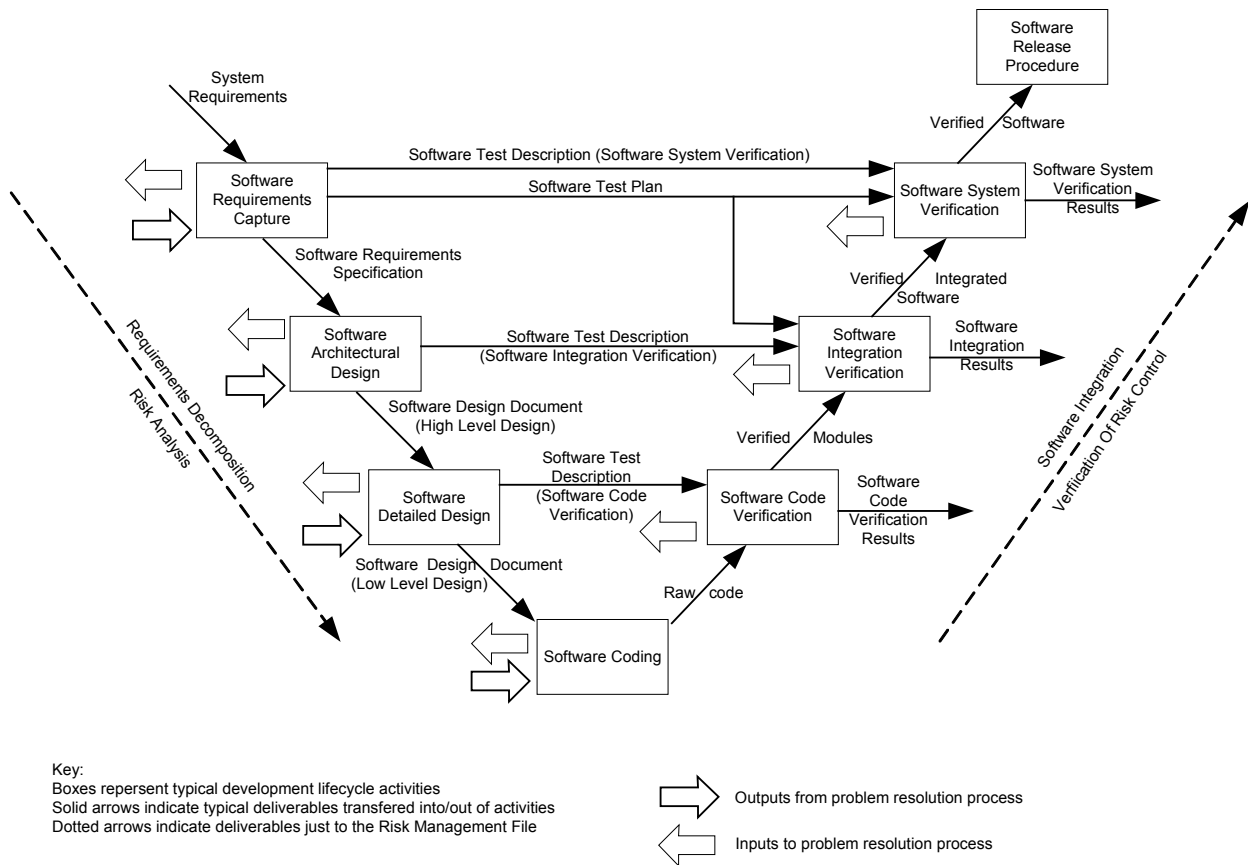 Software
Release
Procedure
System
Requirements
Verified Software
Software Test Description (Software System Verification)
Software Test Plan
Software
Requirements
Capture
Software System
Verification
Software System
Verification
Results
Software Requirements
Specification
Verified Integrated
Software
Software
Architectural
Design
Software Test Description
(Software Integration Verification)
Software
Integration
Verification
Software
Integration
Results
Requirements Decomposition
Risk Analysis
Software Integration
Verfiication Of Risk Control
Software Design Document
(High Level Design)
Verified Modules
Software
Detailed Design
Software Test
Description
(Software Code
Verification)
Software Code
Verification
Software
Code
Verification
Results
Software Design Document
(Low Level Design)
Raw code
Software Coding
Key:
Boxes repersent typical development lifecycle activities
Solid arrows indicate typical deliverables transfered into/out of activities
Dotted arrows indicate deliverables just to the Risk Management File
Outputs from problem resolution process
Inputs to problem resolution process